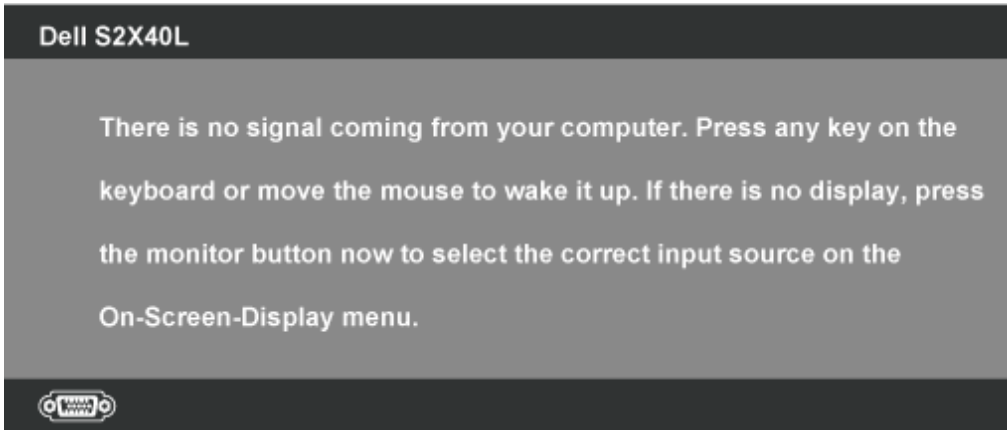 Dell S2X40L
There is no signal coming from your computer. Press any key on the
keyboard or move the mouse to wake it up. If there is no display, press
the monitor button now to select the correct input source on the
On-Screen-Display menu.